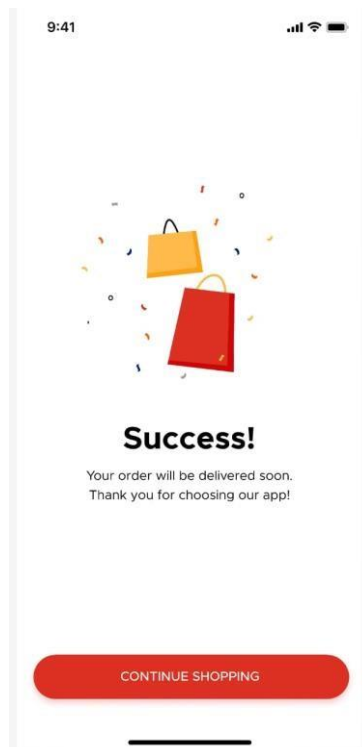 9:41
Success!
Your order will be delivered soon.
Thank you for choosing our app!
CONTINUE SHOPPING